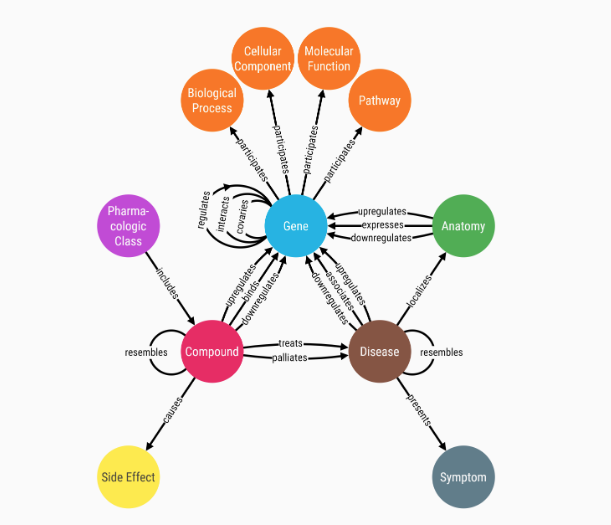 Cellular
Component
Molecular
Function
Biological
Process
Pathway
participates
participates
participates
participates
regulates
interacts
covaries
Pharma-
cologic
Class
Gene
upregulates
expresses
downregulates
Anatomy
includes
upregulates
binds
downregulates
upregulates
associates
downregulates
localizes
resembles
Compound
treats
palliates
Disease
resembles
causes
presents
Side Effect
Symptom